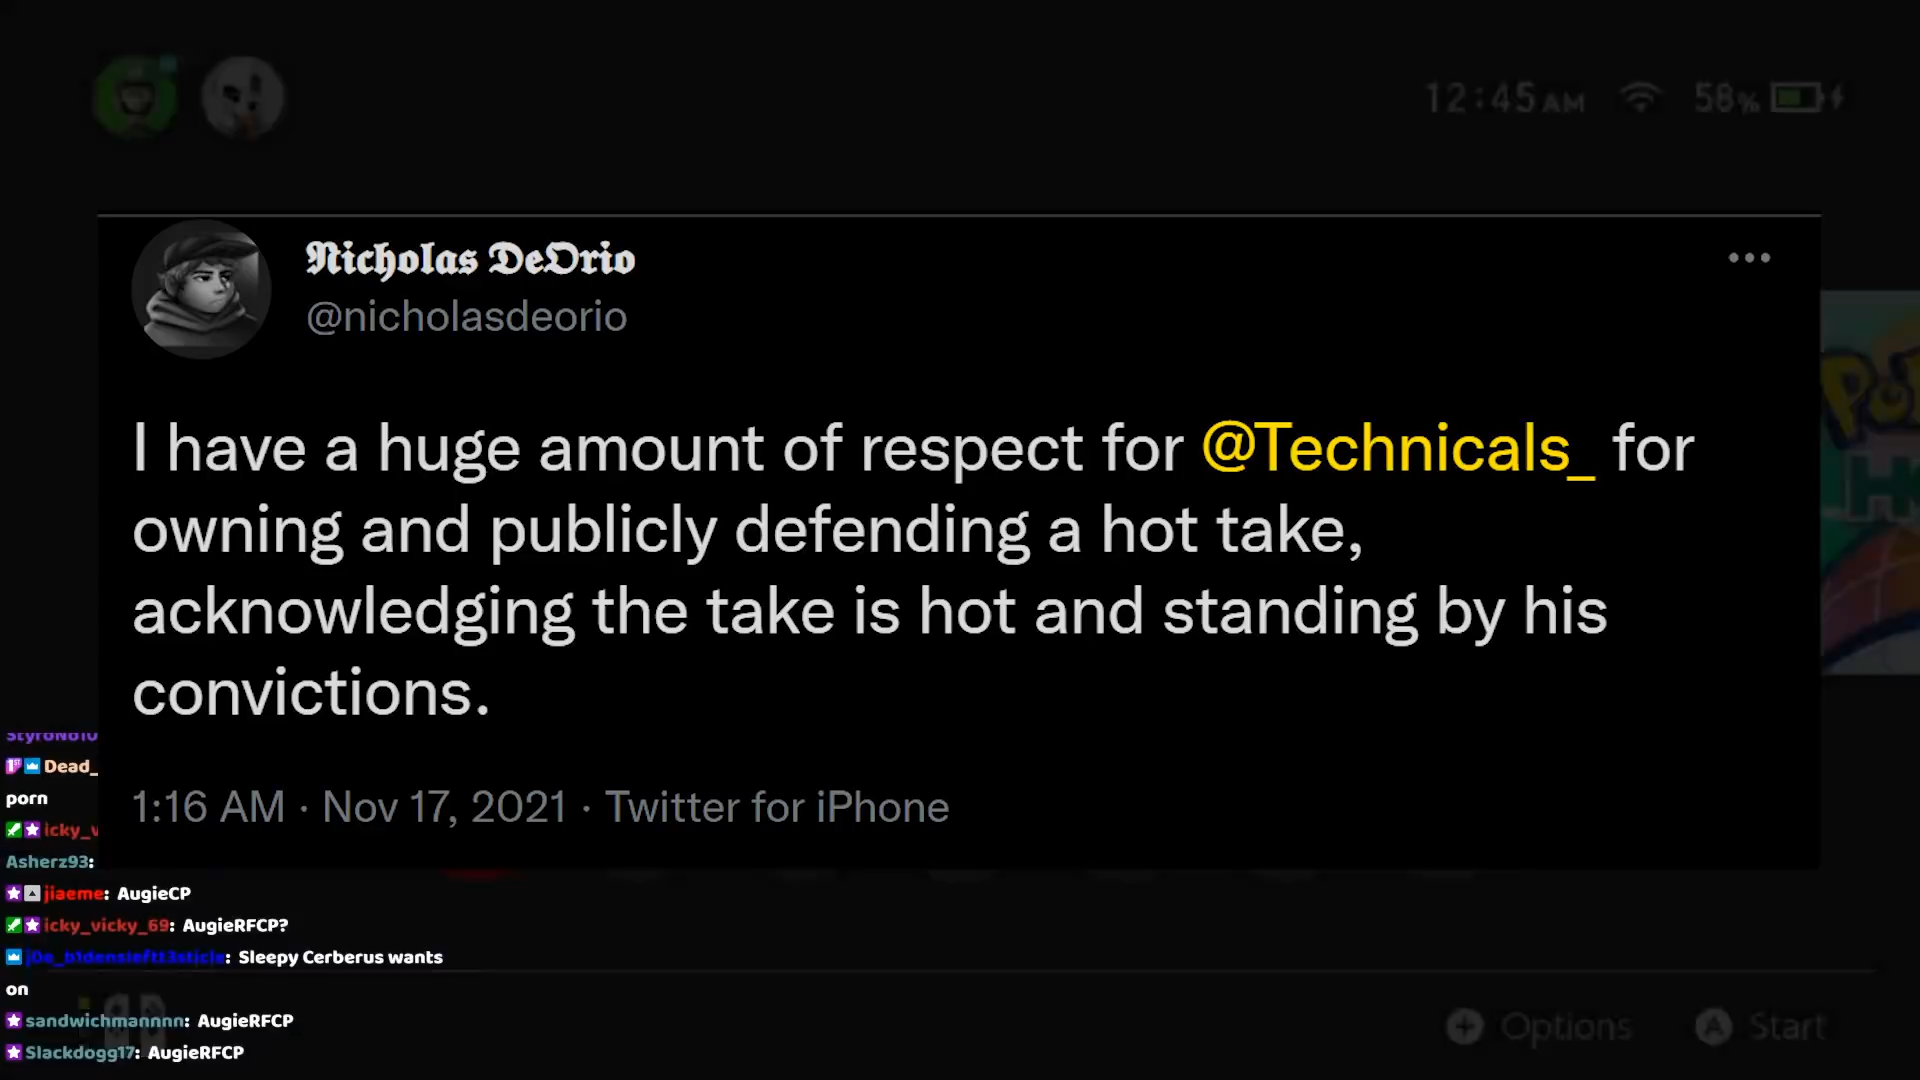 12:45 AM 58%
Nicholas DeOrio
@nicholasdeorio
I have a huge amount of respect for @Technicals_ for
owning and publicly defending a hot take,
acknowledging the take is hot and standing by his
convictions.
1:16 AM · Nov 17, 2021 · Twitter for iPhone
Dead_
porn
icky_v
Asherz93:
jiaeme: AugieCP
icky_vicky_69: AugieRFCP?
j0e_b1densleftt3sticle: Sleepy Cerberus wants
on
sandwichmannnn: AugieRFCP
Slackdogg17: AugieRFCP
Options Start